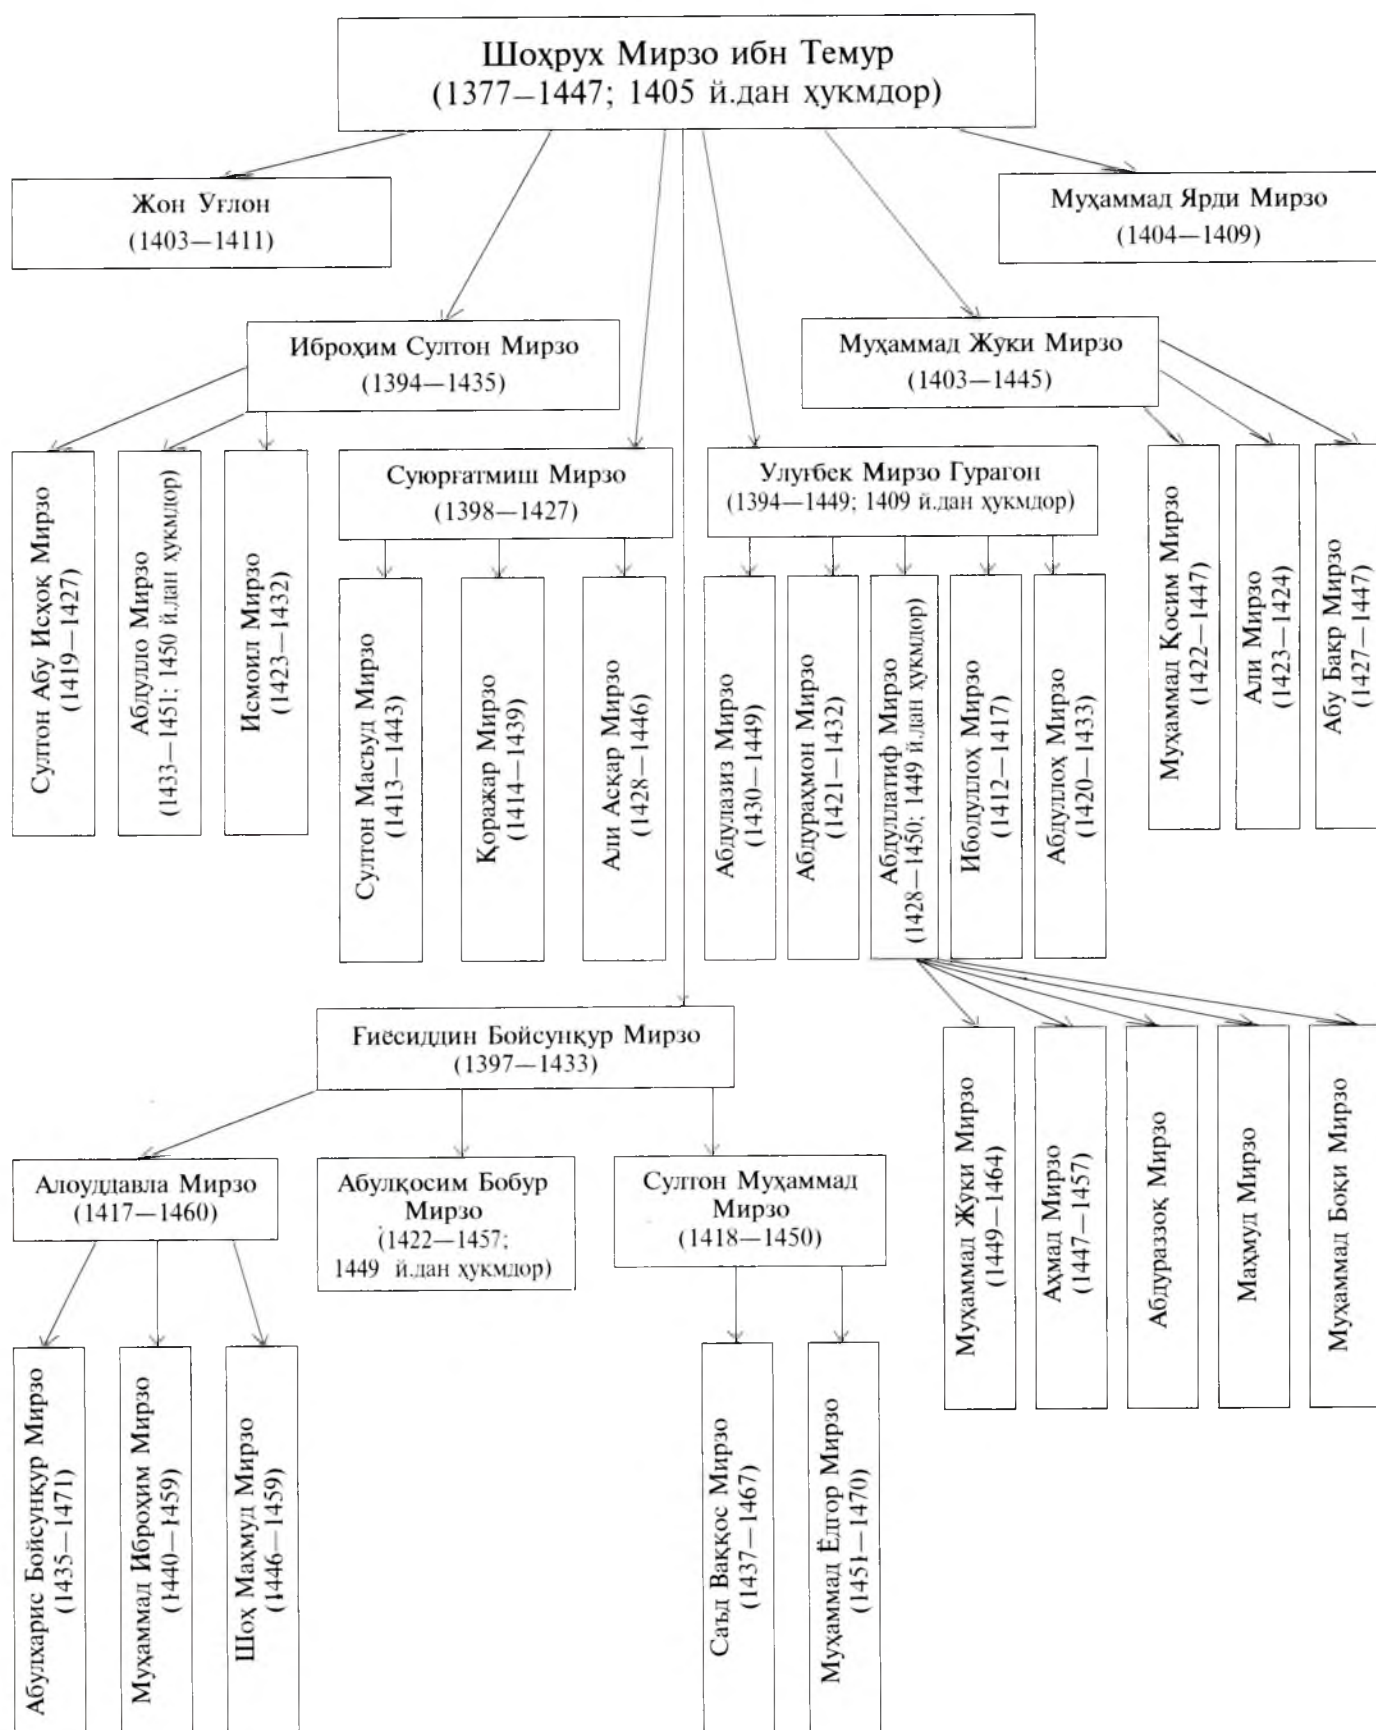 Шоҳрух Мирзо ибн Темур
(1377—1447; 1405 й.дан ҳукмдор)
Жон Ўғлон
(1403—1411)
Муҳаммад Ярди Мирзо
(1404—1409)
Иброҳим Султон Мирзо
(1394—1435)
Муҳаммад Жўки Мирзо
(1403—1445)
Султон Абу Исҳоқ Мирзо
(1419—1427)
Абдулло Мирзо
(1433—1451; 1450 й.дан ҳукмдор)
Исмоил Мирзо
(1423—1432)
Суюрғатмиш Мирзо
(1398—1427)
Улуғбек Мирзо Гурагон
(1394—1449; 1409 й.дан ҳукмдор)
Муҳаммад Қосим Мирзо
(1422—1447)
Али Мирзо
(1423—1424)
Абу Бакр Мирзо
(1427—1447)
Султон Масъуд Мирзо
(1413—1443)
Қоражар Мирзо
(1414—1439)
Али Асқар Мирзо
(1428—1446)
Абдулазиз Мирзо
(1430—1449)
Абдураҳмон Мирзо
(1421—1432)
Абдуллатиф Мирзо
(1428—1450; 1449 й.дан ҳукмдор)
Ибодуллоҳ Мирзо
(1412—1417)
Абдуллоҳ Мирзо
(1420—1433)
Ғиёсиддин Бойсунқур Мирзо
(1397—1433)
Муҳаммад Жуки Мирзо
(1449—1464)
Аҳмад Мирзо
(1447—1457)
Абдураззоқ Мирзо
Маҳмуд Мирзо
Муҳаммад Боқи Мирзо
Алоуддавла Мирзо
(1417—1460)
Абулқосим Бобур
Мирзо
(1422—1457;
1449 й.дан ҳукмдор)
Султон Муҳаммад
Мирзо
(1418—1450)
Абулхарис Бойсунқур Мирзо
(1435—1471)
Муҳаммад Иброҳим Мирзо
(1440—1459)
Шоҳ Маҳмуд Мирзо
(1446—1459)
Саъд Ваққос Мирзо
(1437—1467)
Муҳаммад Ёдгор Мирзо
(1451—1470)